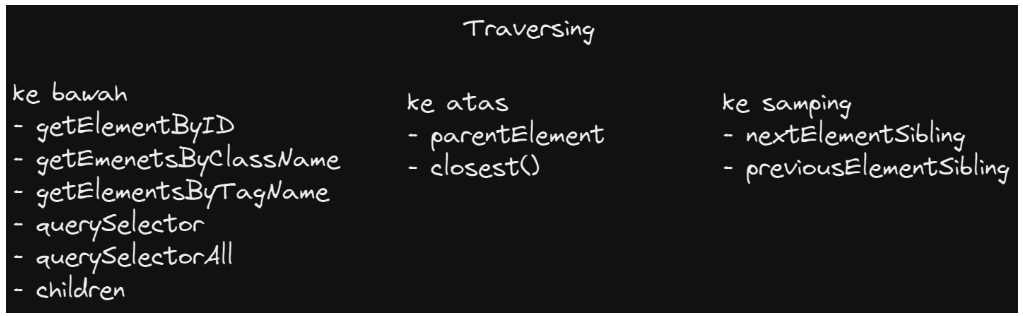 Traversing
ke bawah
- getElementByID
- getEmenetsByClassName
- getElementsByTagName
- querySelector
- querySelectorAll
- children
ke atas
- parentElement
- closest()
ke samping
- nextElementSibling
- previousElementSibling